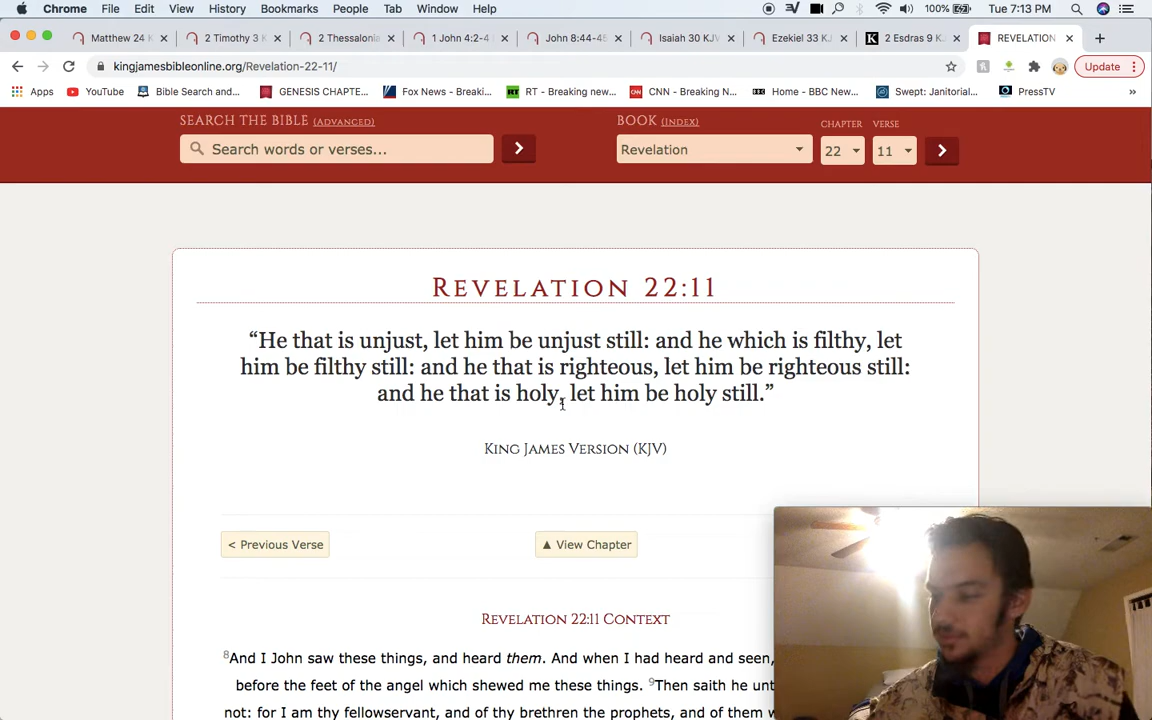 Chrome File Edit View History Bookmarks People Tab Window Help 100% Tue 7:13 PM
Matthew 24 K 2 Timothy 3 2 Thessalonia 1 John 4:2-4 John 8:44-45 Isaiah 30 KJV Ezekiel 33 KJ 2 Esdras 9 K REVELATION
kingjamesbibleonline.org/Revelation-22-11/ Update
Apps YouTube Bible Search and... GENESIS CHAPTE... Fox News - Breaki... RT - Breaking new... CNN - Breaking N... Home - BBC New... Swept: Janitorial... PressTV »
SEARCH THE BIBLE (ADVANCED) BOOK (INDEX) CHAPTER VERSE
Search words or verses... Revelation 22 11
REVELATION 22:11
“He that is unjust, let him be unjust still: and he which is filthy, let
him be filthy still: and he that is righteous, let him be righteous still:
and he that is holy, let him be holy still.”
KING JAMES VERSION (KJV)
< Previous Verse ▲ View Chapter
REVELATION 22:11 CONTEXT
8And I John saw these things, and heard them. And when I had heard and seen,
before the feet of the angel which shewed me these things. 9Then saith he unt
not: for I am thy fellowservant, and of thy brethren the prophets, and of them w